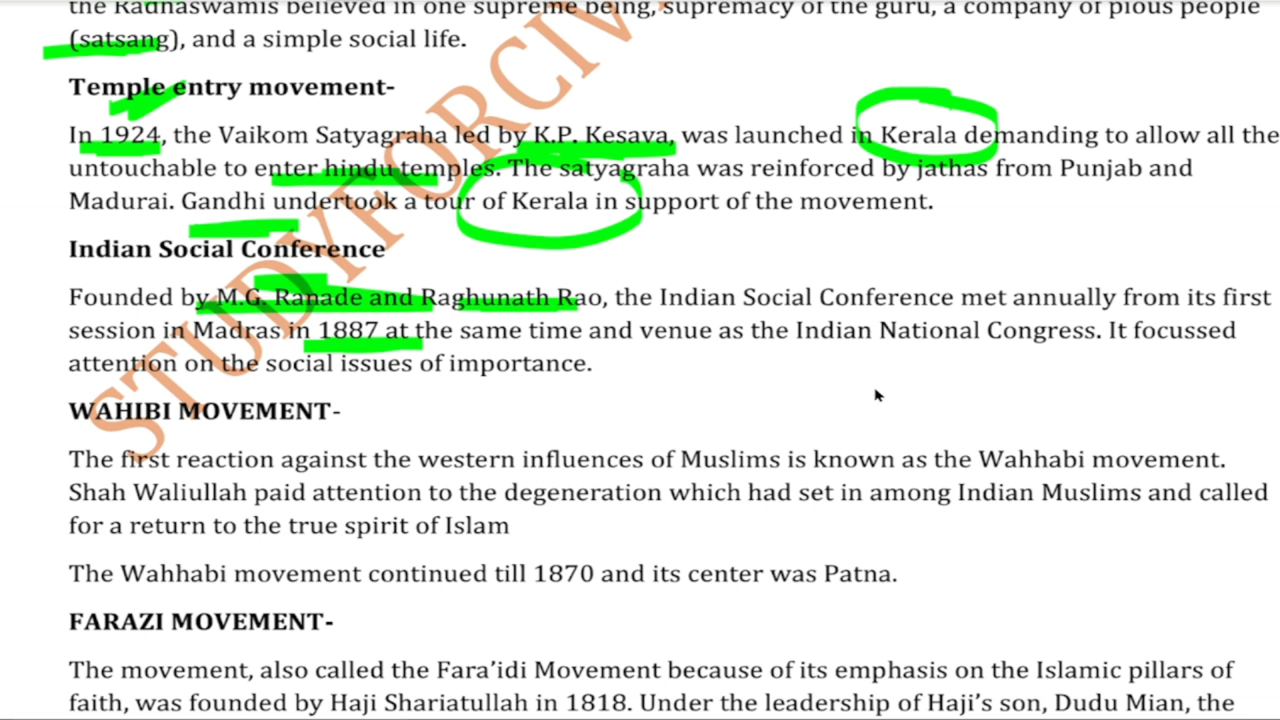 the Radhaswamis believed in one supreme being, supremacy of the guru, a company of pious people
(satsang), and a simple social life.
Temple entry movement-
In 1924, the Vaikom Satyagraha led by K.P. Kesava, was launched in Kerala demanding to allow all the
untouchable to enter hindu temples. The satyagraha was reinforced by jathas from Punjab and
Madurai. Gandhi undertook a tour of Kerala in support of the movement.
Indian Social Conference
Founded by M.G. Ranade and Raghunath Rao, the Indian Social Conference met annually from its first
session in Madras in 1887 at the same time and venue as the Indian National Congress. It focussed
attention on the social issues of importance.
WAHIBI MOVEMENT-
The first reaction against the western influences of Muslims is known as the Wahhabi movement.
Shah Waliullah paid attention to the degeneration which had set in among Indian Muslims and called
for a return to the true spirit of Islam
The Wahhabi movement continued till 1870 and its center was Patna.
FARAZI MOVEMENT-
The movement, also called the Fara’idi Movement because of its emphasis on the Islamic pillars of
faith, was founded by Haji Shariatullah in 1818. Under the leadership of Haji’s son, Dudu Mian, the
STUDYFORCIV